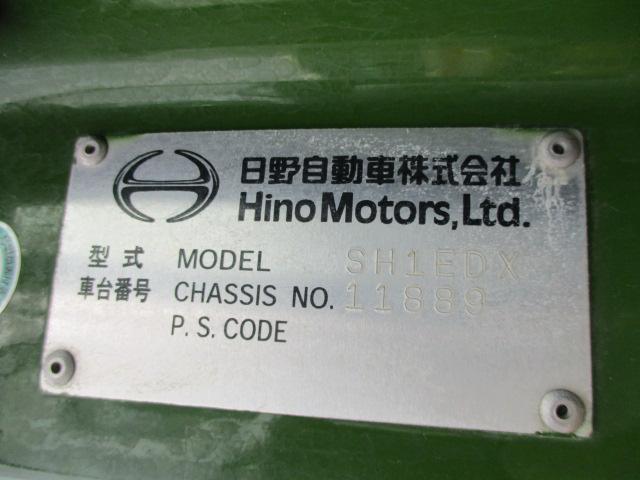 日野自動車株式会社
Hino Motors, Ltd.
型式 MODEL SH1EDX
車台番号 CHASSIS NO. 11889
P. S. CODE